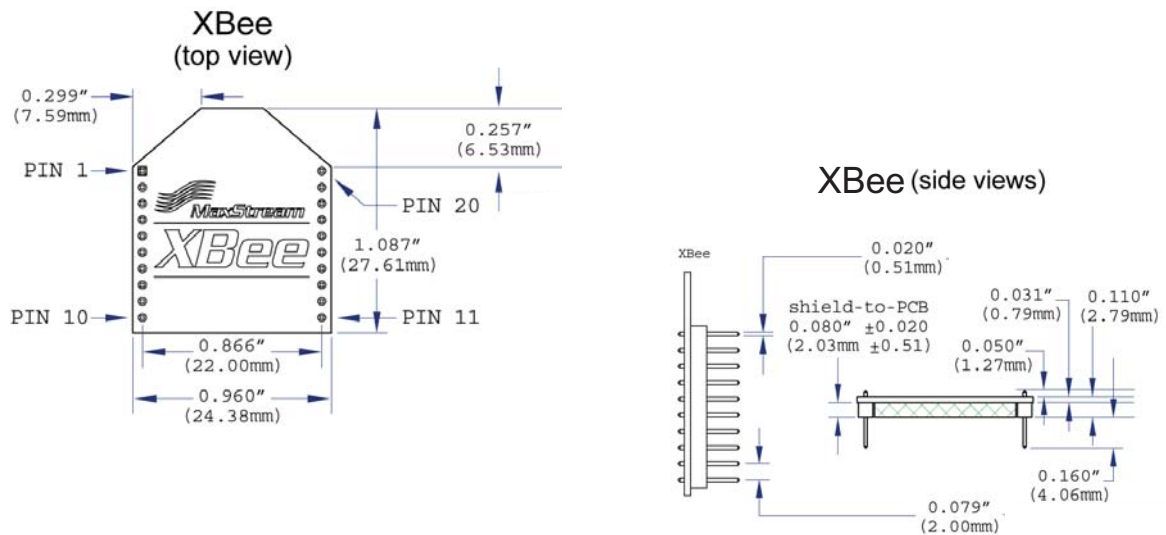 XBee
(top view)
0.299"
(7.59mm)
0.257"
(6.53mm)
PIN 1
PIN 20
MaxStream
XBee
1.087"
(27.61mm)
PIN 10
PIN 11
0.866"
(22.00mm)
0.960"
(24.38mm)
XBee (side views)
XBee
0.020"
(0.51mm)
shield-to-PCB
0.080" ±0.020
(2.03mm ±0.51)
0.031"
(0.79mm)
0.110"
(2.79mm)
0.050"
(1.27mm)
0.160"
(4.06mm)
0.079"
(2.00mm)